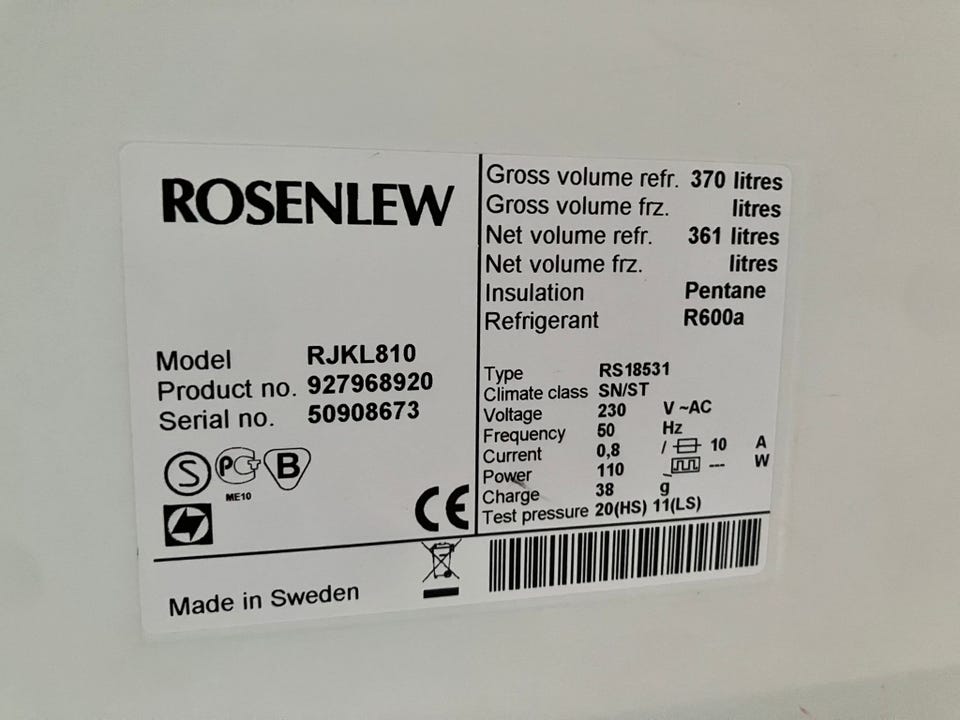 ROSENLEW
Model RJKL810
Product no. 927968920
Serial no. 50908673
S PCT B
ME10
CE
Made in Sweden
Gross volume refr. 370 litres
Gross volume frz. litres
Net volume refr. 361 litres
Net volume frz. litres
Insulation Pentane
Refrigerant R600a
Type RS18531
Climate class SN/ST
Voltage 230 V ~AC
Frequency 50 Hz
Current 0,8 / 10 A
Power 110 --- W
Charge 38 g
Test pressure 20(HS) 11(LS)